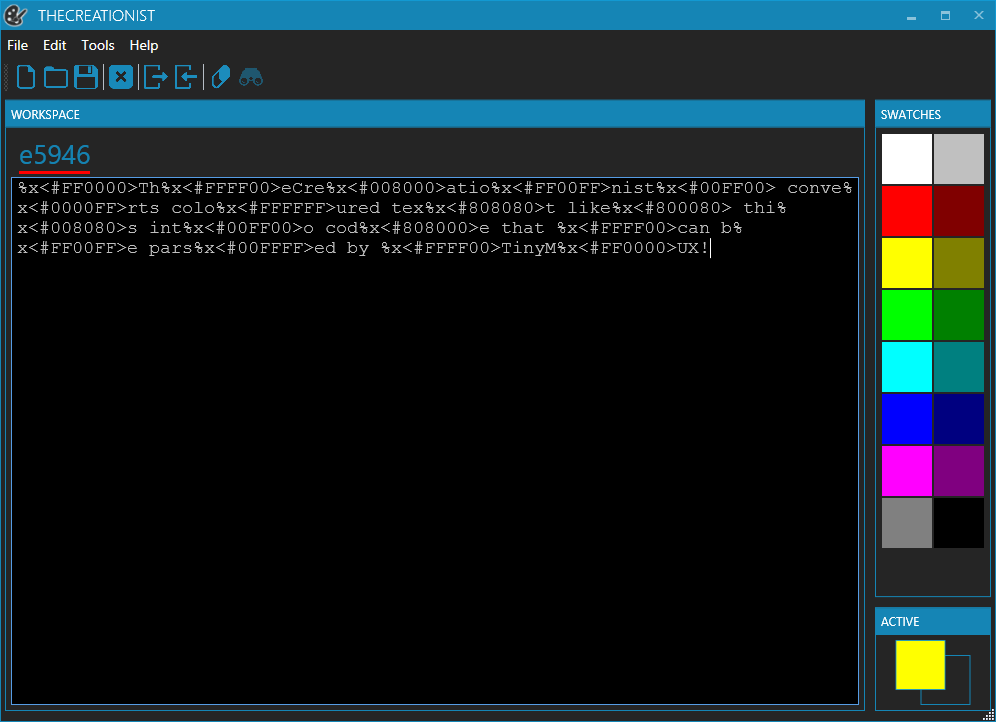 THECREATIONIST
File Edit Tools Help
WORKSPACE
SWATCHES
e5946
%x<#FF0000>Th%x<#FFFF00>eCre%x<#008000>atio%x<#FF00FF>nist%x<#00FF00> conve%
x<#0000FF>rts colo%x<#FFFFFF>ured tex%x<#808080>t like%x<#800080> thi%
x<#008080>s int%x<#00FF00>o cod%x<#808000>e that %x<#FFFF00>can b%
x<#FF00FF>e pars%x<#00FFFF>ed by %x<#FFFF00>TinyM%x<#FF0000>UX!
ACTIVE